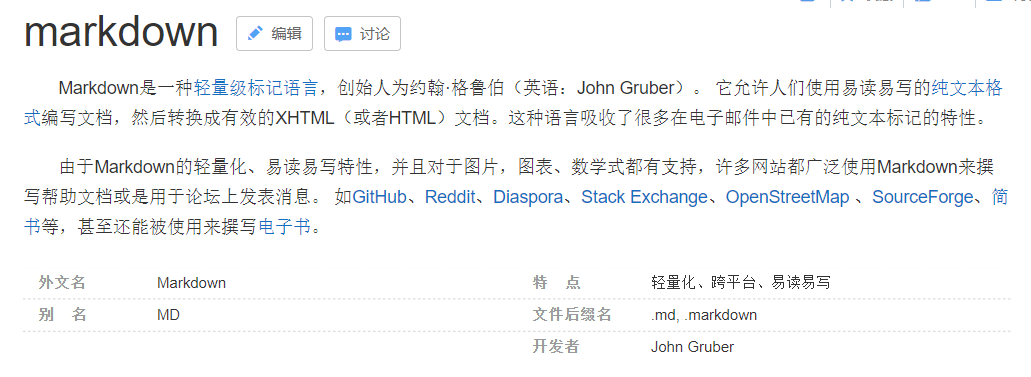 markdown 编辑 讨论
Markdown是一种轻量级标记语言，创始人为约翰·格鲁伯（英语：John Gruber）。 它允许人们使用易读易写的纯文本格
式编写文档，然后转换成有效的XHTML（或者HTML）文档。这种语言吸收了很多在电子邮件中已有的纯文本标记的特性。
由于Markdown的轻量化、易读易写特性，并且对于图片，图表、数学式都有支持，许多网站都广泛使用Markdown来撰
写帮助文档或是用于论坛上发表消息。 如GitHub、Reddit、Diaspora、Stack Exchange、OpenStreetMap 、SourceForge、简
书等，甚至还能被使用来撰写电子书。
外文名 Markdown 特 点 轻量化、跨平台、易读易写
别 名 MD 文件后缀名 .md, .markdown
开发者 John Gruber